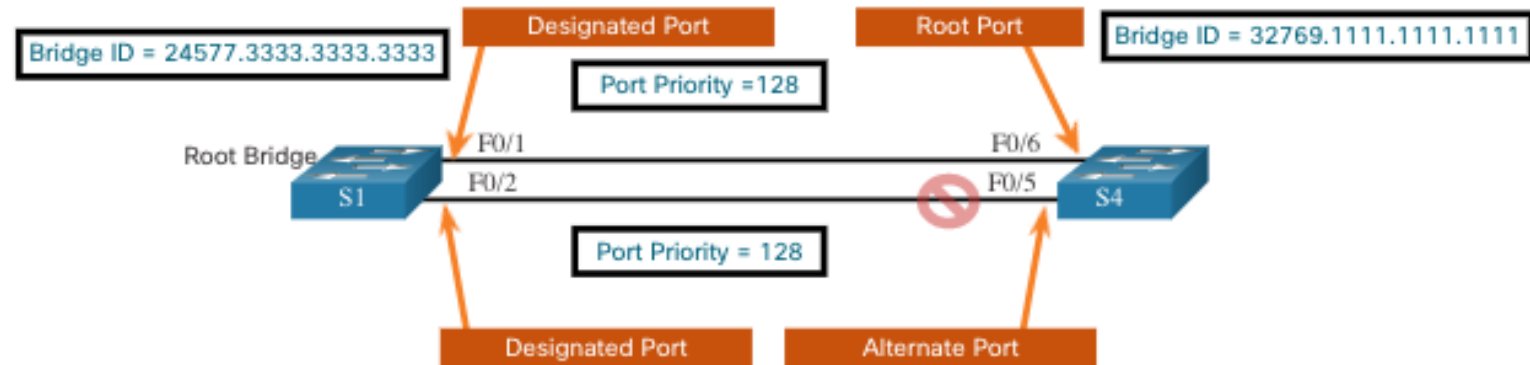 Designated Port
Root Port
Bridge ID = 24577.3333.3333.3333
Bridge ID = 32769.1111.1111.1111
Port Priority =128
F0/1
F0/6
Root Bridge
F0/2
F0/5
S1
S4
Port Priority = 128
Designated Port
Alternate Port